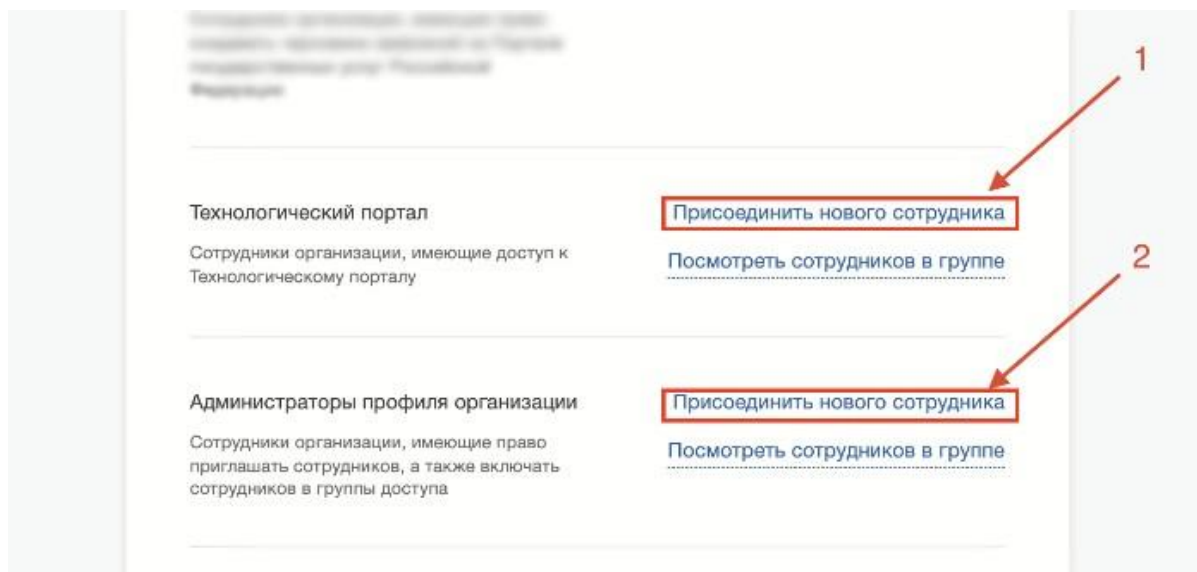 1
Технологический портал
Присоединить нового сотрудника
Сотрудники организации, имеющие доступ к
Технологическому порталу
Посмотреть сотрудников в группе
2
Администраторы профиля организации
Присоединить нового сотрудника
Сотрудники организации, имеющие право
приглашать сотрудников, а также включать
сотрудников в группы доступа
Посмотреть сотрудников в группе